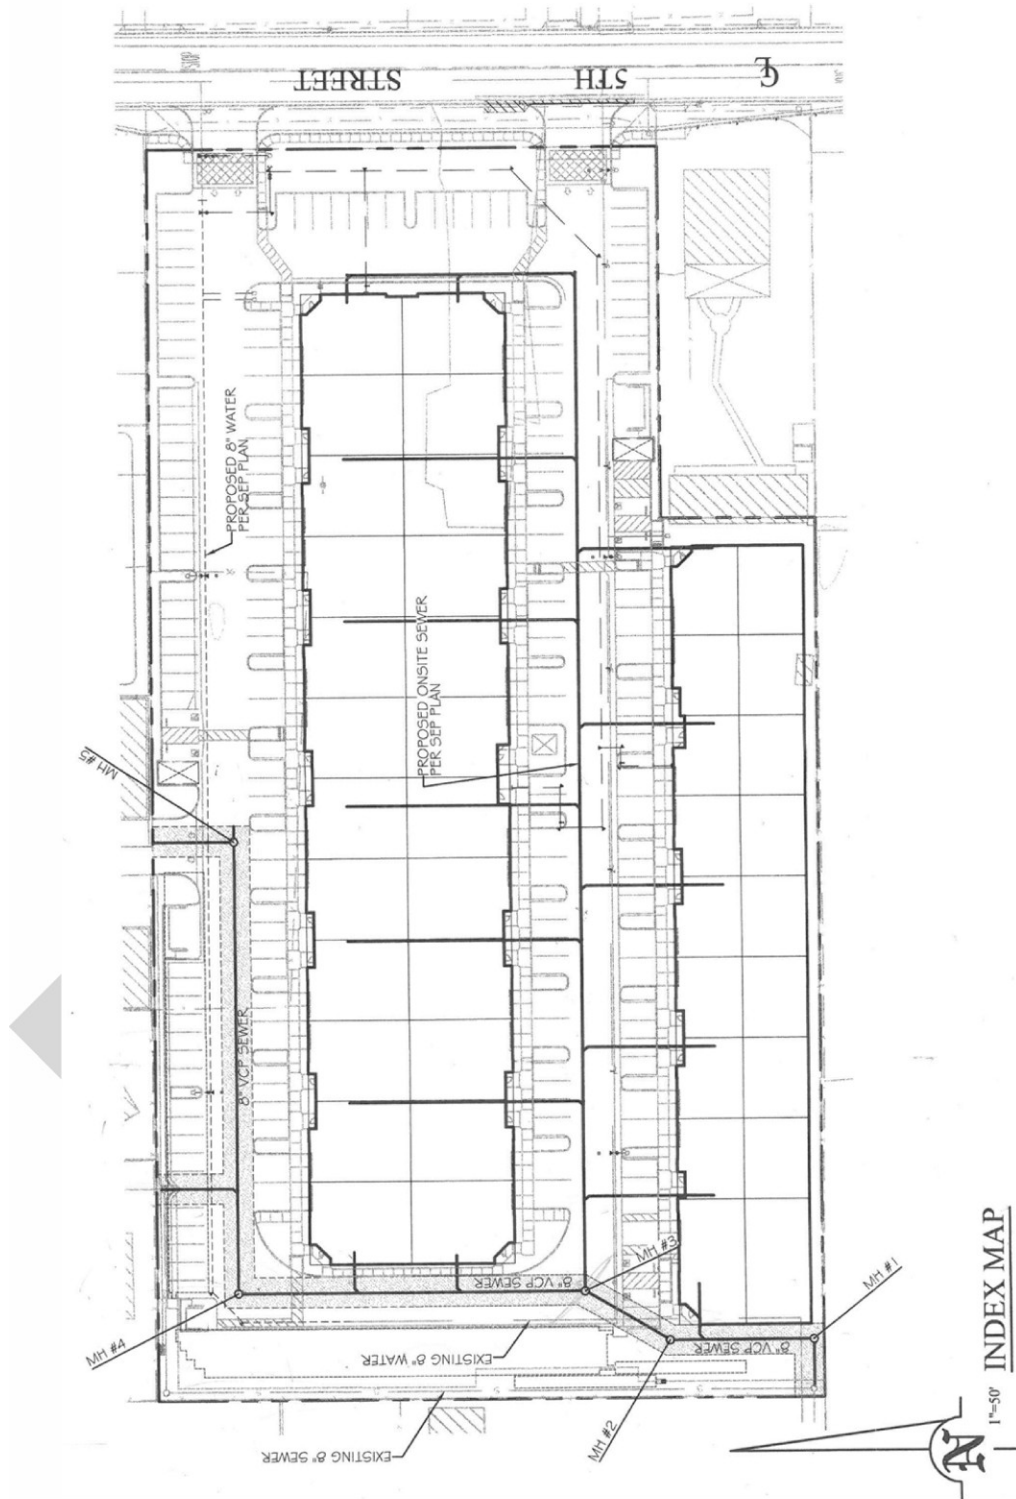 STREET
5TH
℄
PROPOSED 8" WATER
PER SEP PLAN
PROPOSED ONSITE SEWER
PER SEP PLAN
MH #5
8" VCP SEWER
8" VCP SEWER
MH #3
MH #4
EXISTING 8" WATER
8" VCP SEWER
MH #1
MH #2
EXISTING 8" SEWER
INDEX MAP
1"=50'
N